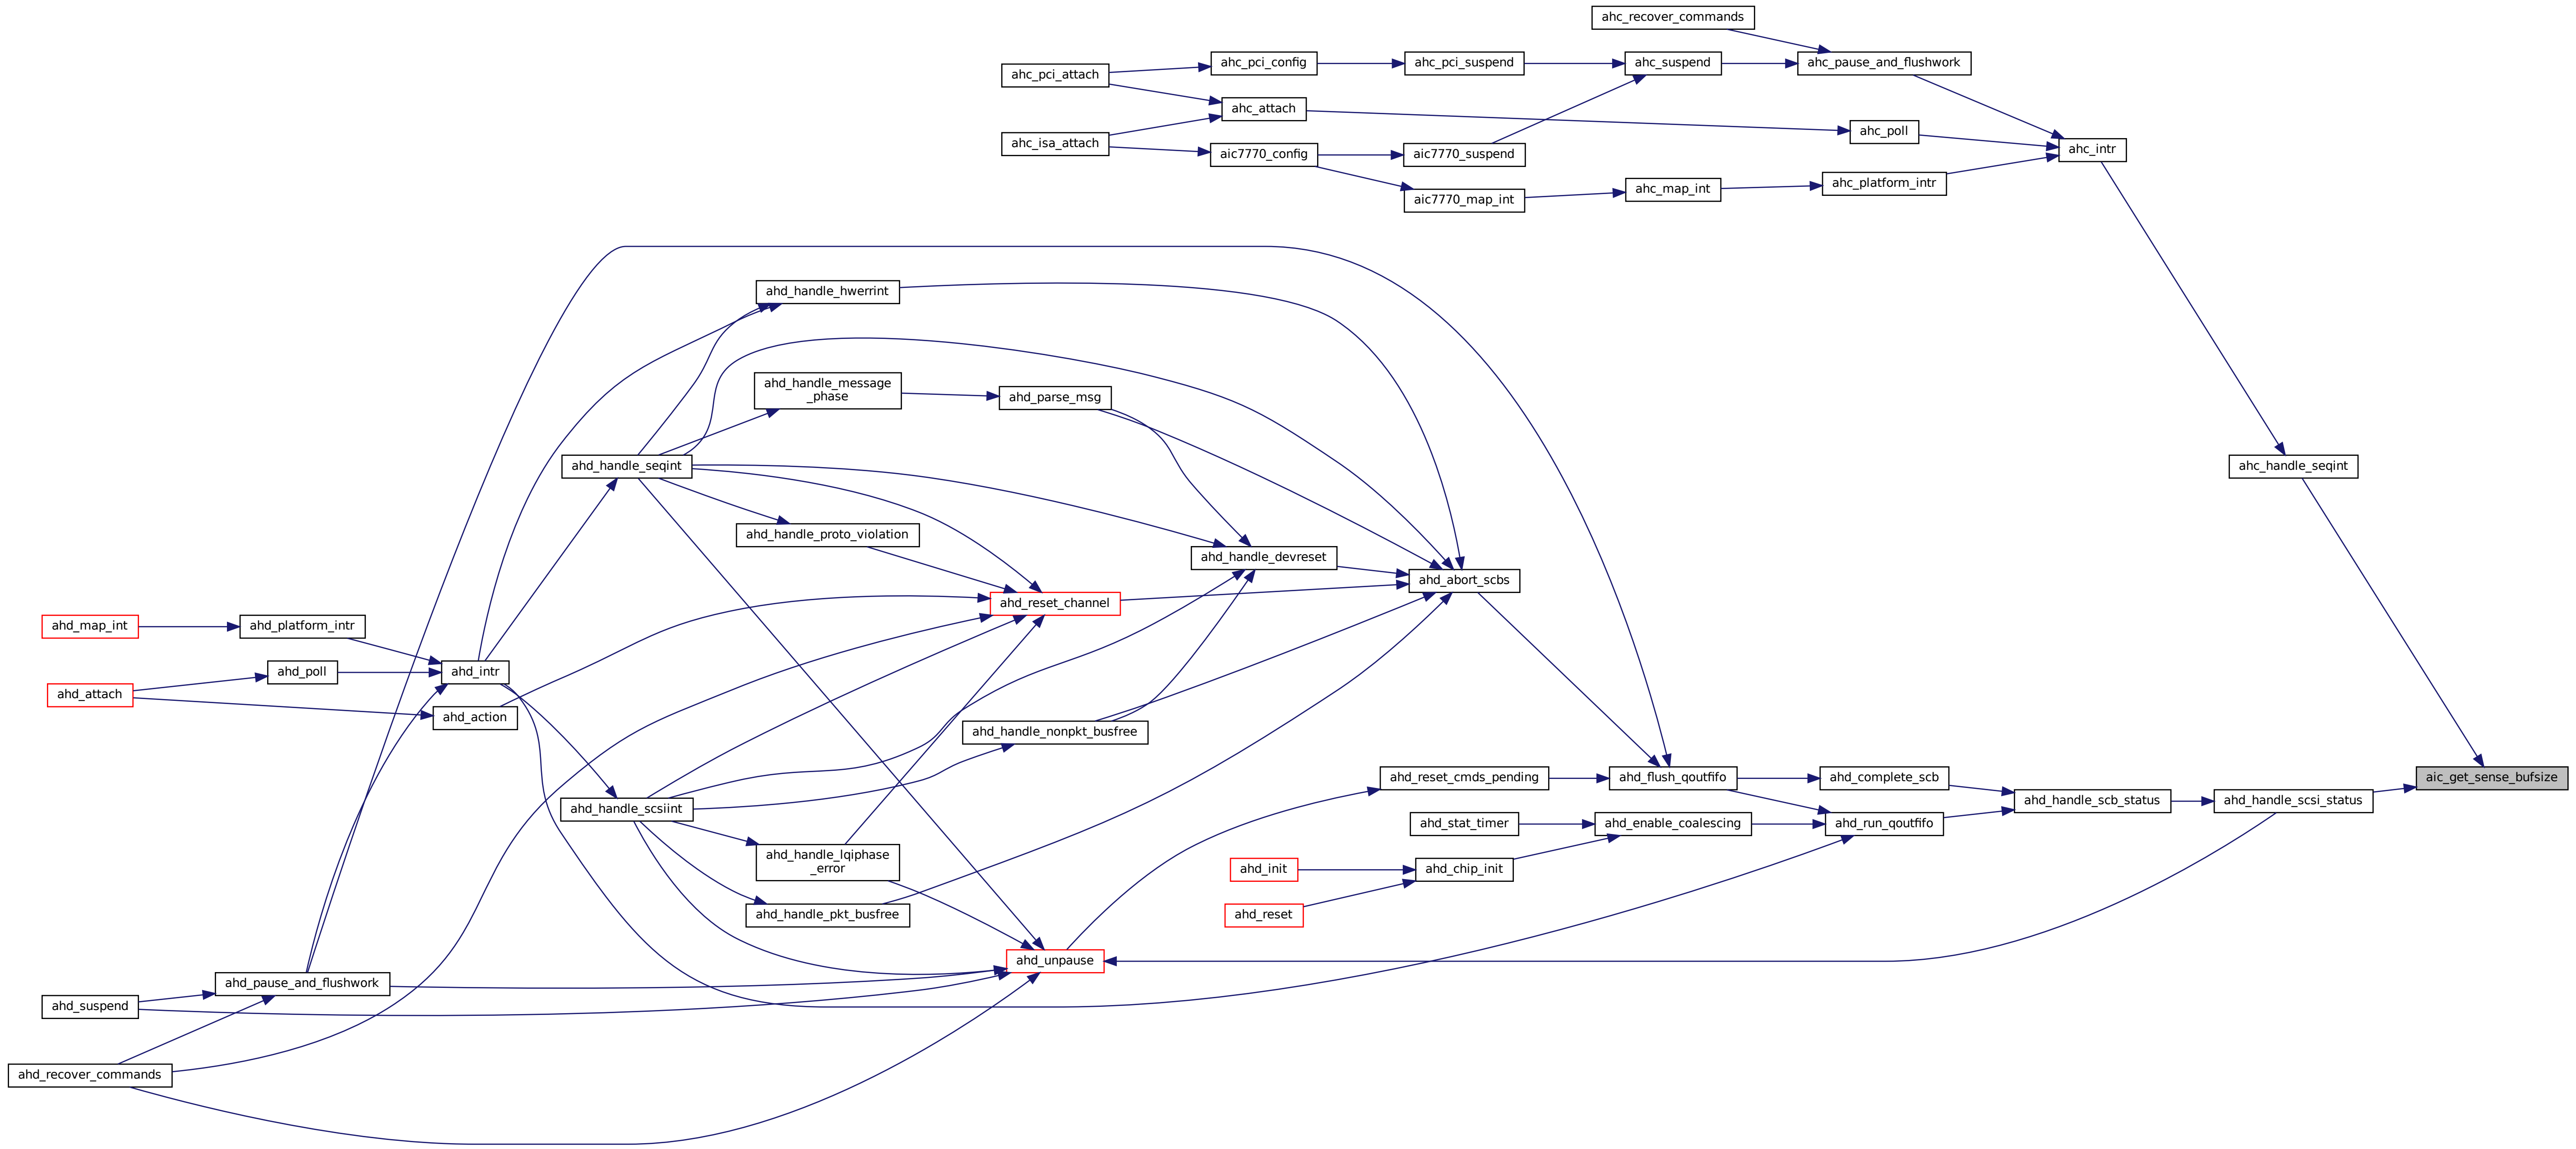 ahc_recover_commands
ahc_pci_attach
ahc_pci_config
ahc_pci_suspend
ahc_suspend
ahc_pause_and_flushwork
ahc_attach
ahc_poll
ahc_isa_attach
aic7770_config
aic7770_suspend
ahc_intr
aic7770_map_int
ahc_map_int
ahc_platform_intr
ahd_handle_hwerrint
ahd_handle_message
_phase
ahd_parse_msg
ahd_handle_seqint
ahc_handle_seqint
ahd_handle_proto_violation
ahd_handle_devreset
ahd_abort_scbs
ahd_reset_channel
ahd_map_int
ahd_platform_intr
ahd_poll
ahd_intr
ahd_attach
ahd_action
ahd_handle_nonpkt_busfree
ahd_reset_cmds_pending
ahd_flush_qoutfifo
ahd_complete_scb
aic_get_sense_bufsize
ahd_handle_scsiint
ahd_handle_scb_status
ahd_handle_scsi_status
ahd_stat_timer
ahd_enable_coalescing
ahd_run_qoutfifo
ahd_handle_lqiphase
_error
ahd_init
ahd_chip_init
ahd_handle_pkt_busfree
ahd_reset
ahd_unpause
ahd_pause_and_flushwork
ahd_suspend
ahd_recover_commands